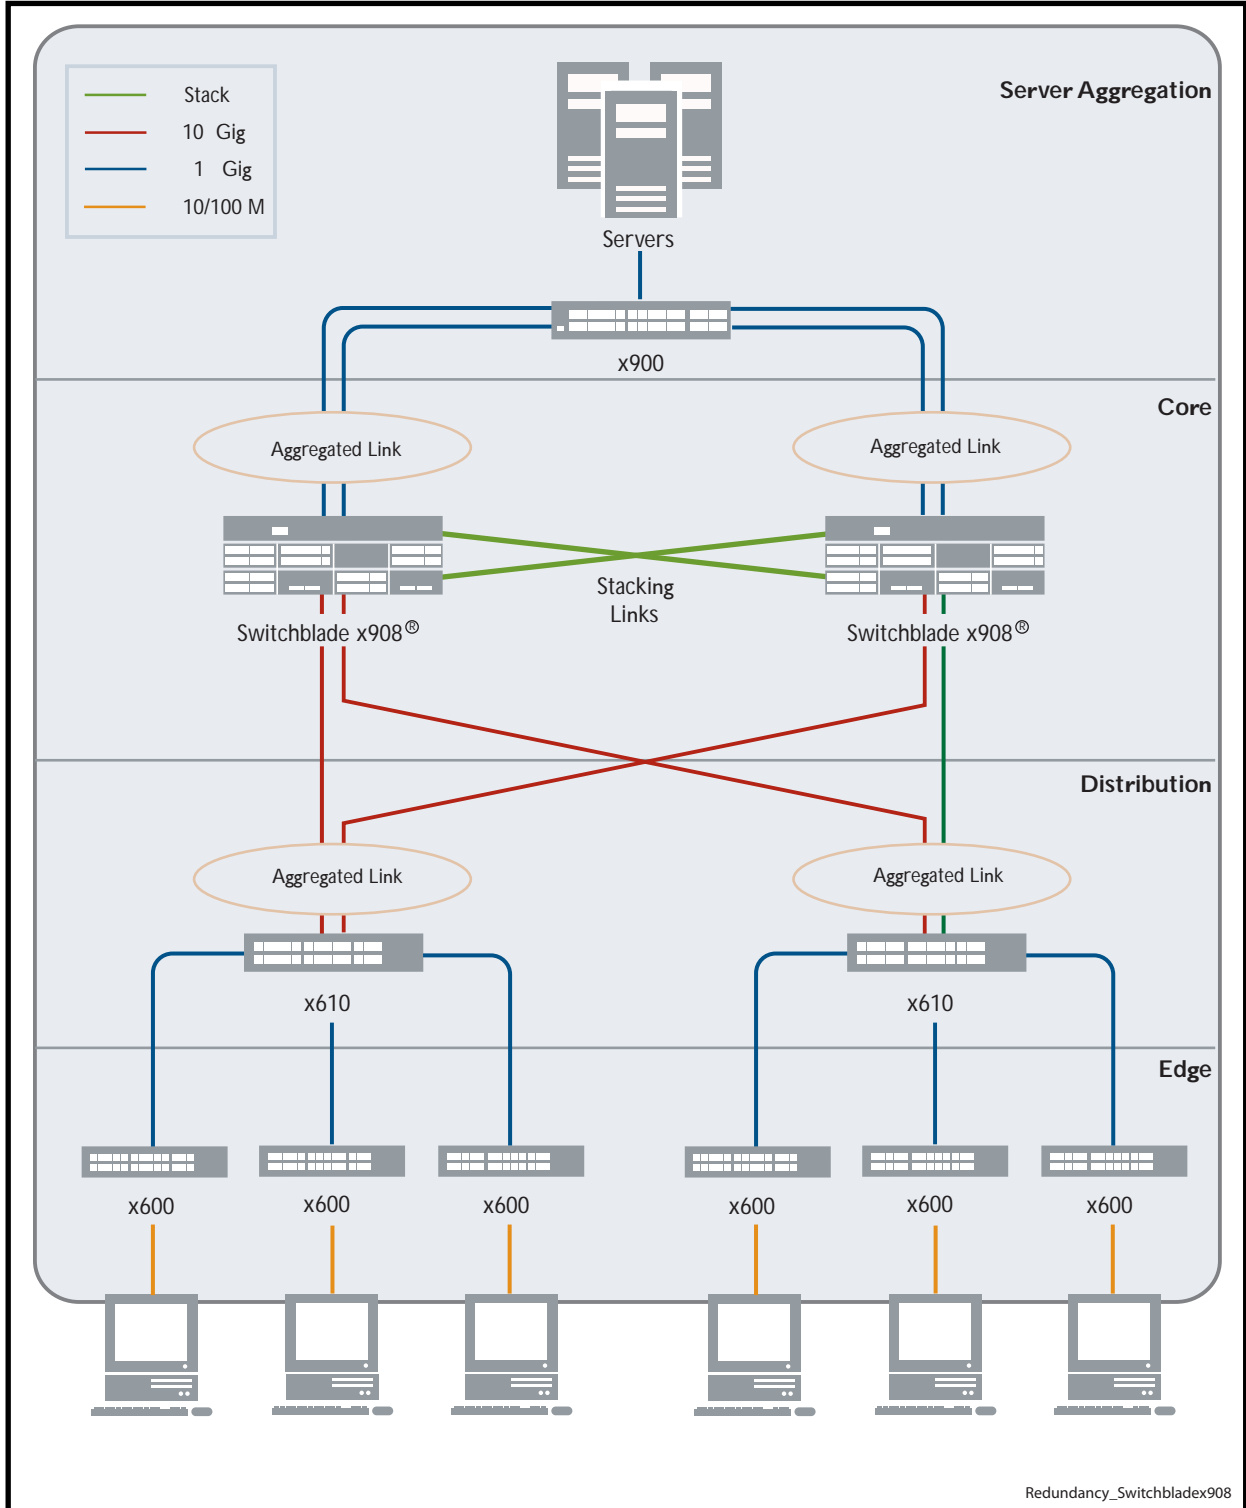 Server Aggregation
Stack
10 Gig
1 Gig
10/100 M
Servers
x900
Core
Aggregated Link
Aggregated Link
Stacking
Links
Switchblade x908®
Switchblade x908®
Distribution
Aggregated Link
Aggregated Link
x610
x610
Edge
x600
x600
x600
x600
x600
x600
Redundancy_Switchbladex908